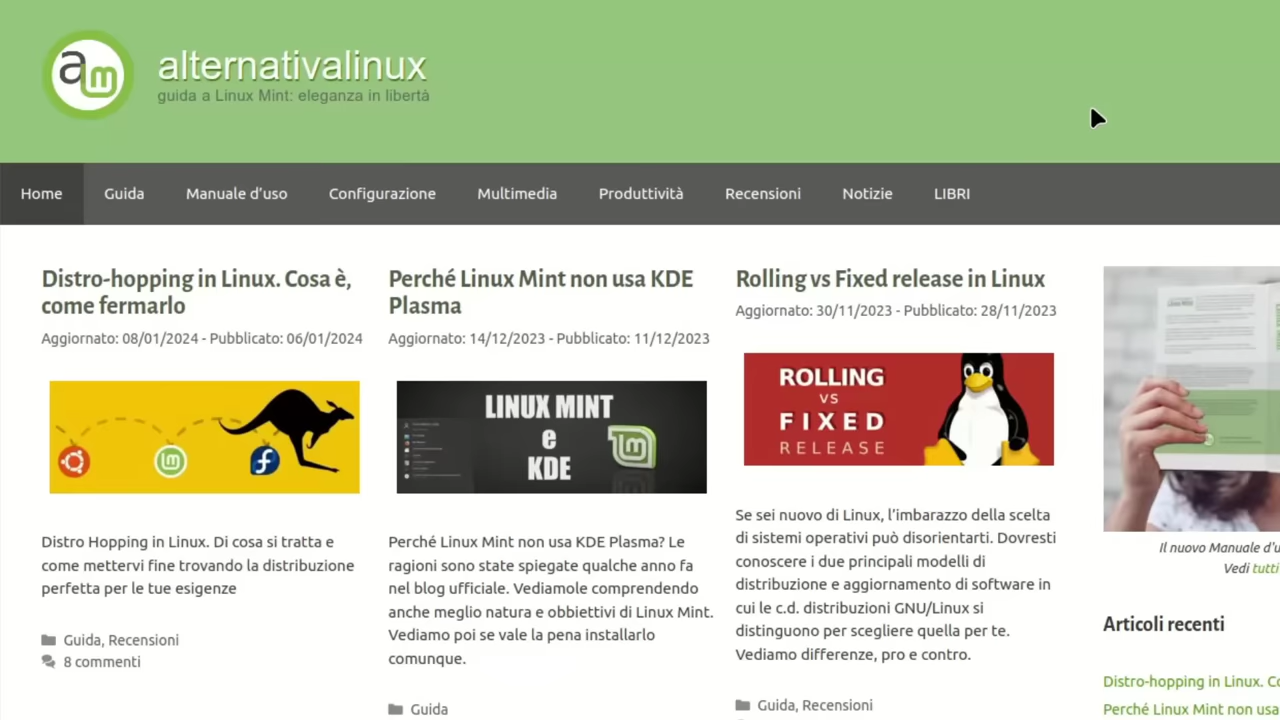 alternativalinux
guida a Linux Mint: eleganza in libertà
Home Guida Manuale d’uso Configurazione Multimedia Produttività Recensioni Notizie LIBRI
Distro-hopping in Linux. Cosa è,
come fermarlo
Aggiornato: 08/01/2024 - Pubblicato: 06/01/2024
Distro Hopping in Linux. Di cosa si tratta e
come mettervi fine trovando la distribuzione
perfetta per le tue esigenze
Guida, Recensioni
8 commenti
Perché Linux Mint non usa KDE
Plasma
Aggiornato: 14/12/2023 - Pubblicato: 11/12/2023
LINUX MINT
e
KDE
Perché Linux Mint non usa KDE Plasma? Le
ragioni sono state spiegate qualche anno fa
nel blog ufficiale. Vediamole comprendendo
anche meglio natura e obbiettivi di Linux Mint.
Vediamo poi se vale la pena installarlo
comunque.
Guida
Rolling vs Fixed release in Linux
Aggiornato: 30/11/2023 - Pubblicato: 28/11/2023
ROLLING
VS
FIXED
RELEASE
Se sei nuovo di Linux, l’imbarazzo della scelta
di sistemi operativi può disorientarti. Dovresti
conoscere i due principali modelli di
distribuzione e aggiornamento di software in
cui le c.d. distribuzioni GNU/Linux si
distinguono per scegliere quella per te.
Vediamo differenze, pro e contro.
Guida, Recensioni
Il nuovo Manuale d’u
Vedi tutti
Articoli recenti
Distro-hopping in Linux. Co
Perché Linux Mint non usa